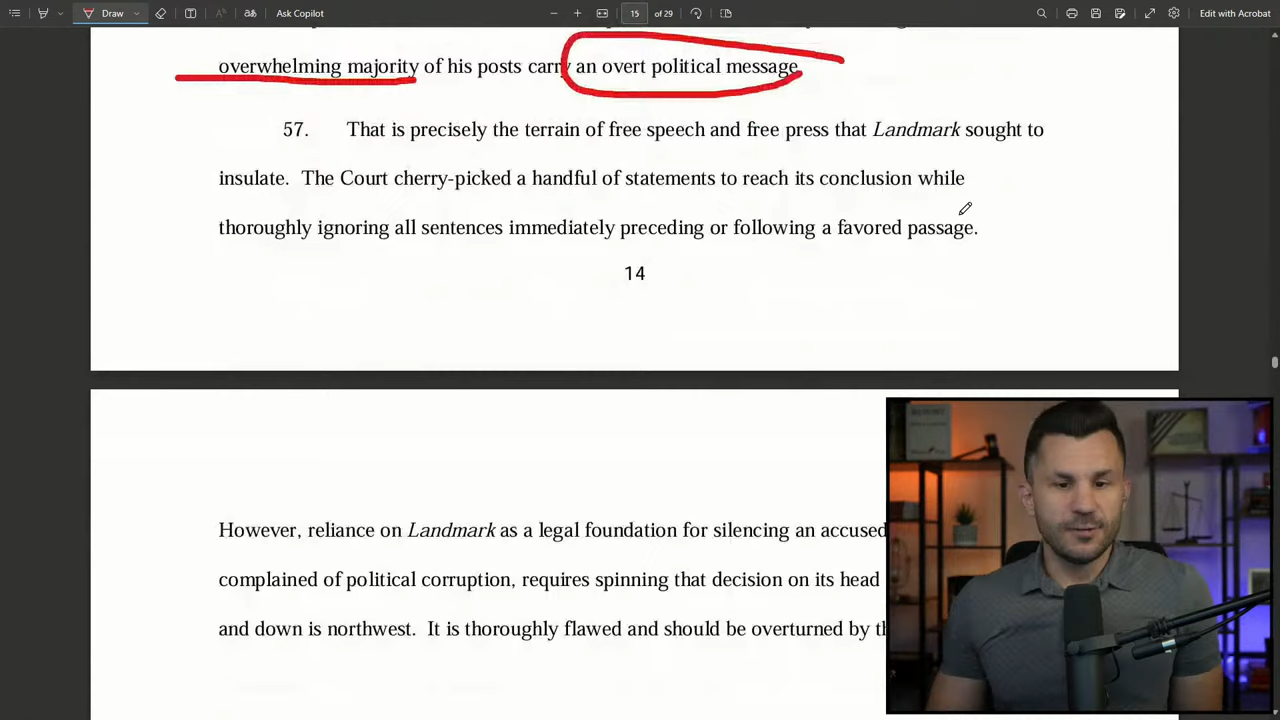 Draw
Ask Copilot
15 of 29
Edit with Acrobat
overwhelming majority of his posts carry an overt political message.
57. That is precisely the terrain of free speech and free press that Landmark sought to
insulate. The Court cherry-picked a handful of statements to reach its conclusion while
thoroughly ignoring all sentences immediately preceding or following a favored passage.
14
However, reliance on Landmark as a legal foundation for silencing an accused
complained of political corruption, requires spinning that decision on its head
and down is northwest. It is thoroughly flawed and should be overturned by